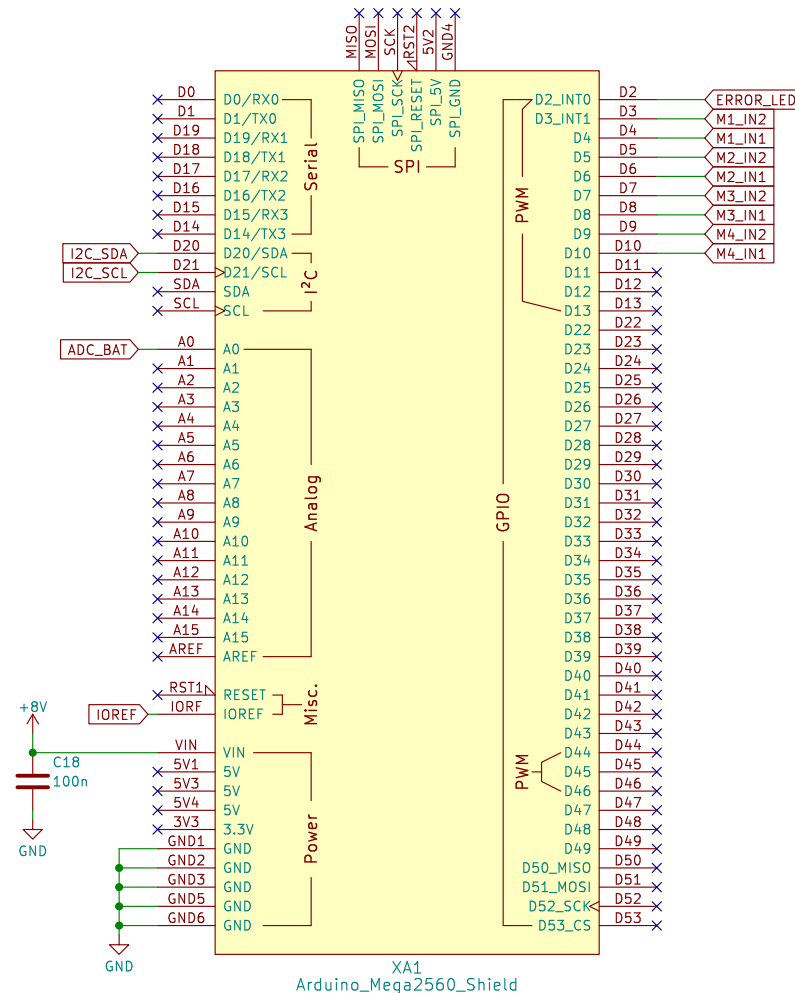 MISO MOSI SCK RST2 5V2 GND4
SPI_MISO SPI_MOSI SPI_SCK SPI_RESET SPI_5V SPI_GND
SPI
D0 D0/RX0
D1 D1/TX0
D19 D19/RX1
D18 D18/TX1
D17 D17/RX2
D16 D16/TX2
D15 D15/RX3
D14 D14/TX3
Serial
I2C_SDA D20 D20/SDA
I2C_SCL D21 D21/SCL
SDA SDA
SCL SCL
I²C
ADC_BAT A0 A0
A1 A1
A2 A2
A3 A3
A4 A4
A5 A5
A6 A6
A7 A7
A8 A8
A9 A9
A10 A10
A11 A11
A12 A12
A13 A13
A14 A14
A15 A15
AREF AREF
Analog
RST1 RESET
IOREF IORF IOREF
Misc.
+8V
C18
100n
GND
VIN VIN
5V1 5V
5V3 5V
5V4 5V
3V3 3.3V
GND1 GND
GND2 GND
GND3 GND
GND5 GND
GND6 GND
GND
Power
D2_INT0 D2 ERROR_LED
D3_INT1 D3 M1_IN2
D4 D4 M1_IN1
D5 D5 M2_IN2
D6 D6 M2_IN1
D7 D7 M3_IN2
D8 D8 M3_IN1
D9 D9 M4_IN2
D10 D10 M4_IN1
D11 D11
D12 D12
D13 D13
PWM
D22 D22
D23 D23
D24 D24
D25 D25
D26 D26
D27 D27
D28 D28
D29 D29
D30 D30
D31 D31
D32 D32
D33 D33
D34 D34
D35 D35
D36 D36
D37 D37
D38 D38
D39 D39
D40 D40
D41 D41
D42 D42
D43 D43
D44 D44
D45 D45
D46 D46
PWM
D47 D47
D48 D48
D49 D49
D50_MISO D50
D51_MOSI D51
D52_SCK D52
D53_CS D53
GPIO
XA1
Arduino_Mega2560_Shield